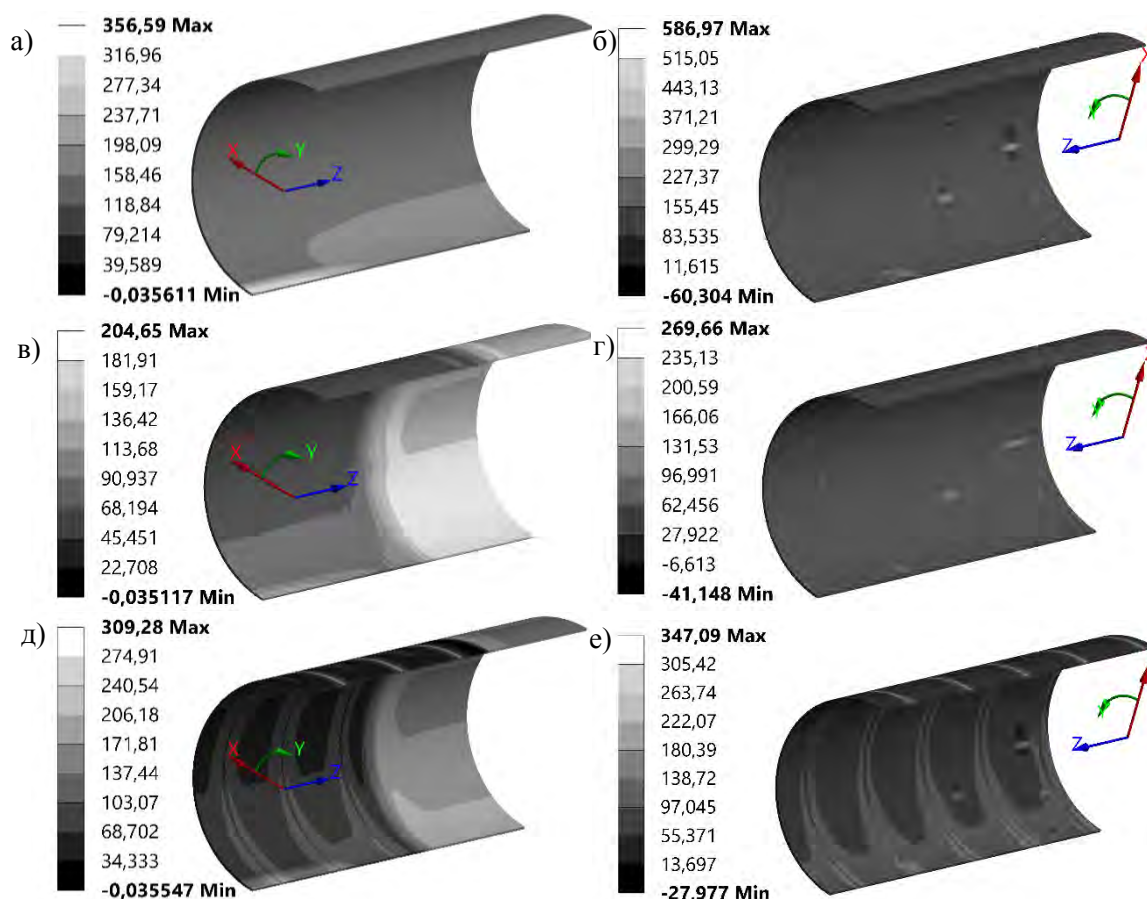 а)
356,59 Max
316,96
277,34
237,71
198,09
158,46
118,84
79,214
39,589
-0,035611 Min
X
Y
Z
б)
586,97 Max
515,05
443,13
371,21
299,29
227,37
155,45
83,535
11,615
-60,304 Min
X
Z
в)
204,65 Max
181,91
159,17
136,42
113,68
90,937
68,194
45,451
22,708
-0,035117 Min
X
Y
Z
г)
269,66 Max
235,13
200,59
166,06
131,53
96,991
62,456
27,922
-6,613
-41,148 Min
Z
д)
309,28 Max
274,91
240,54
206,18
171,81
137,44
103,07
68,702
34,333
-0,035547 Min
X
Y
Z
е)
347,09 Max
305,42
263,74
222,07
180,39
138,72
97,045
55,371
13,697
-27,977 Min
Z